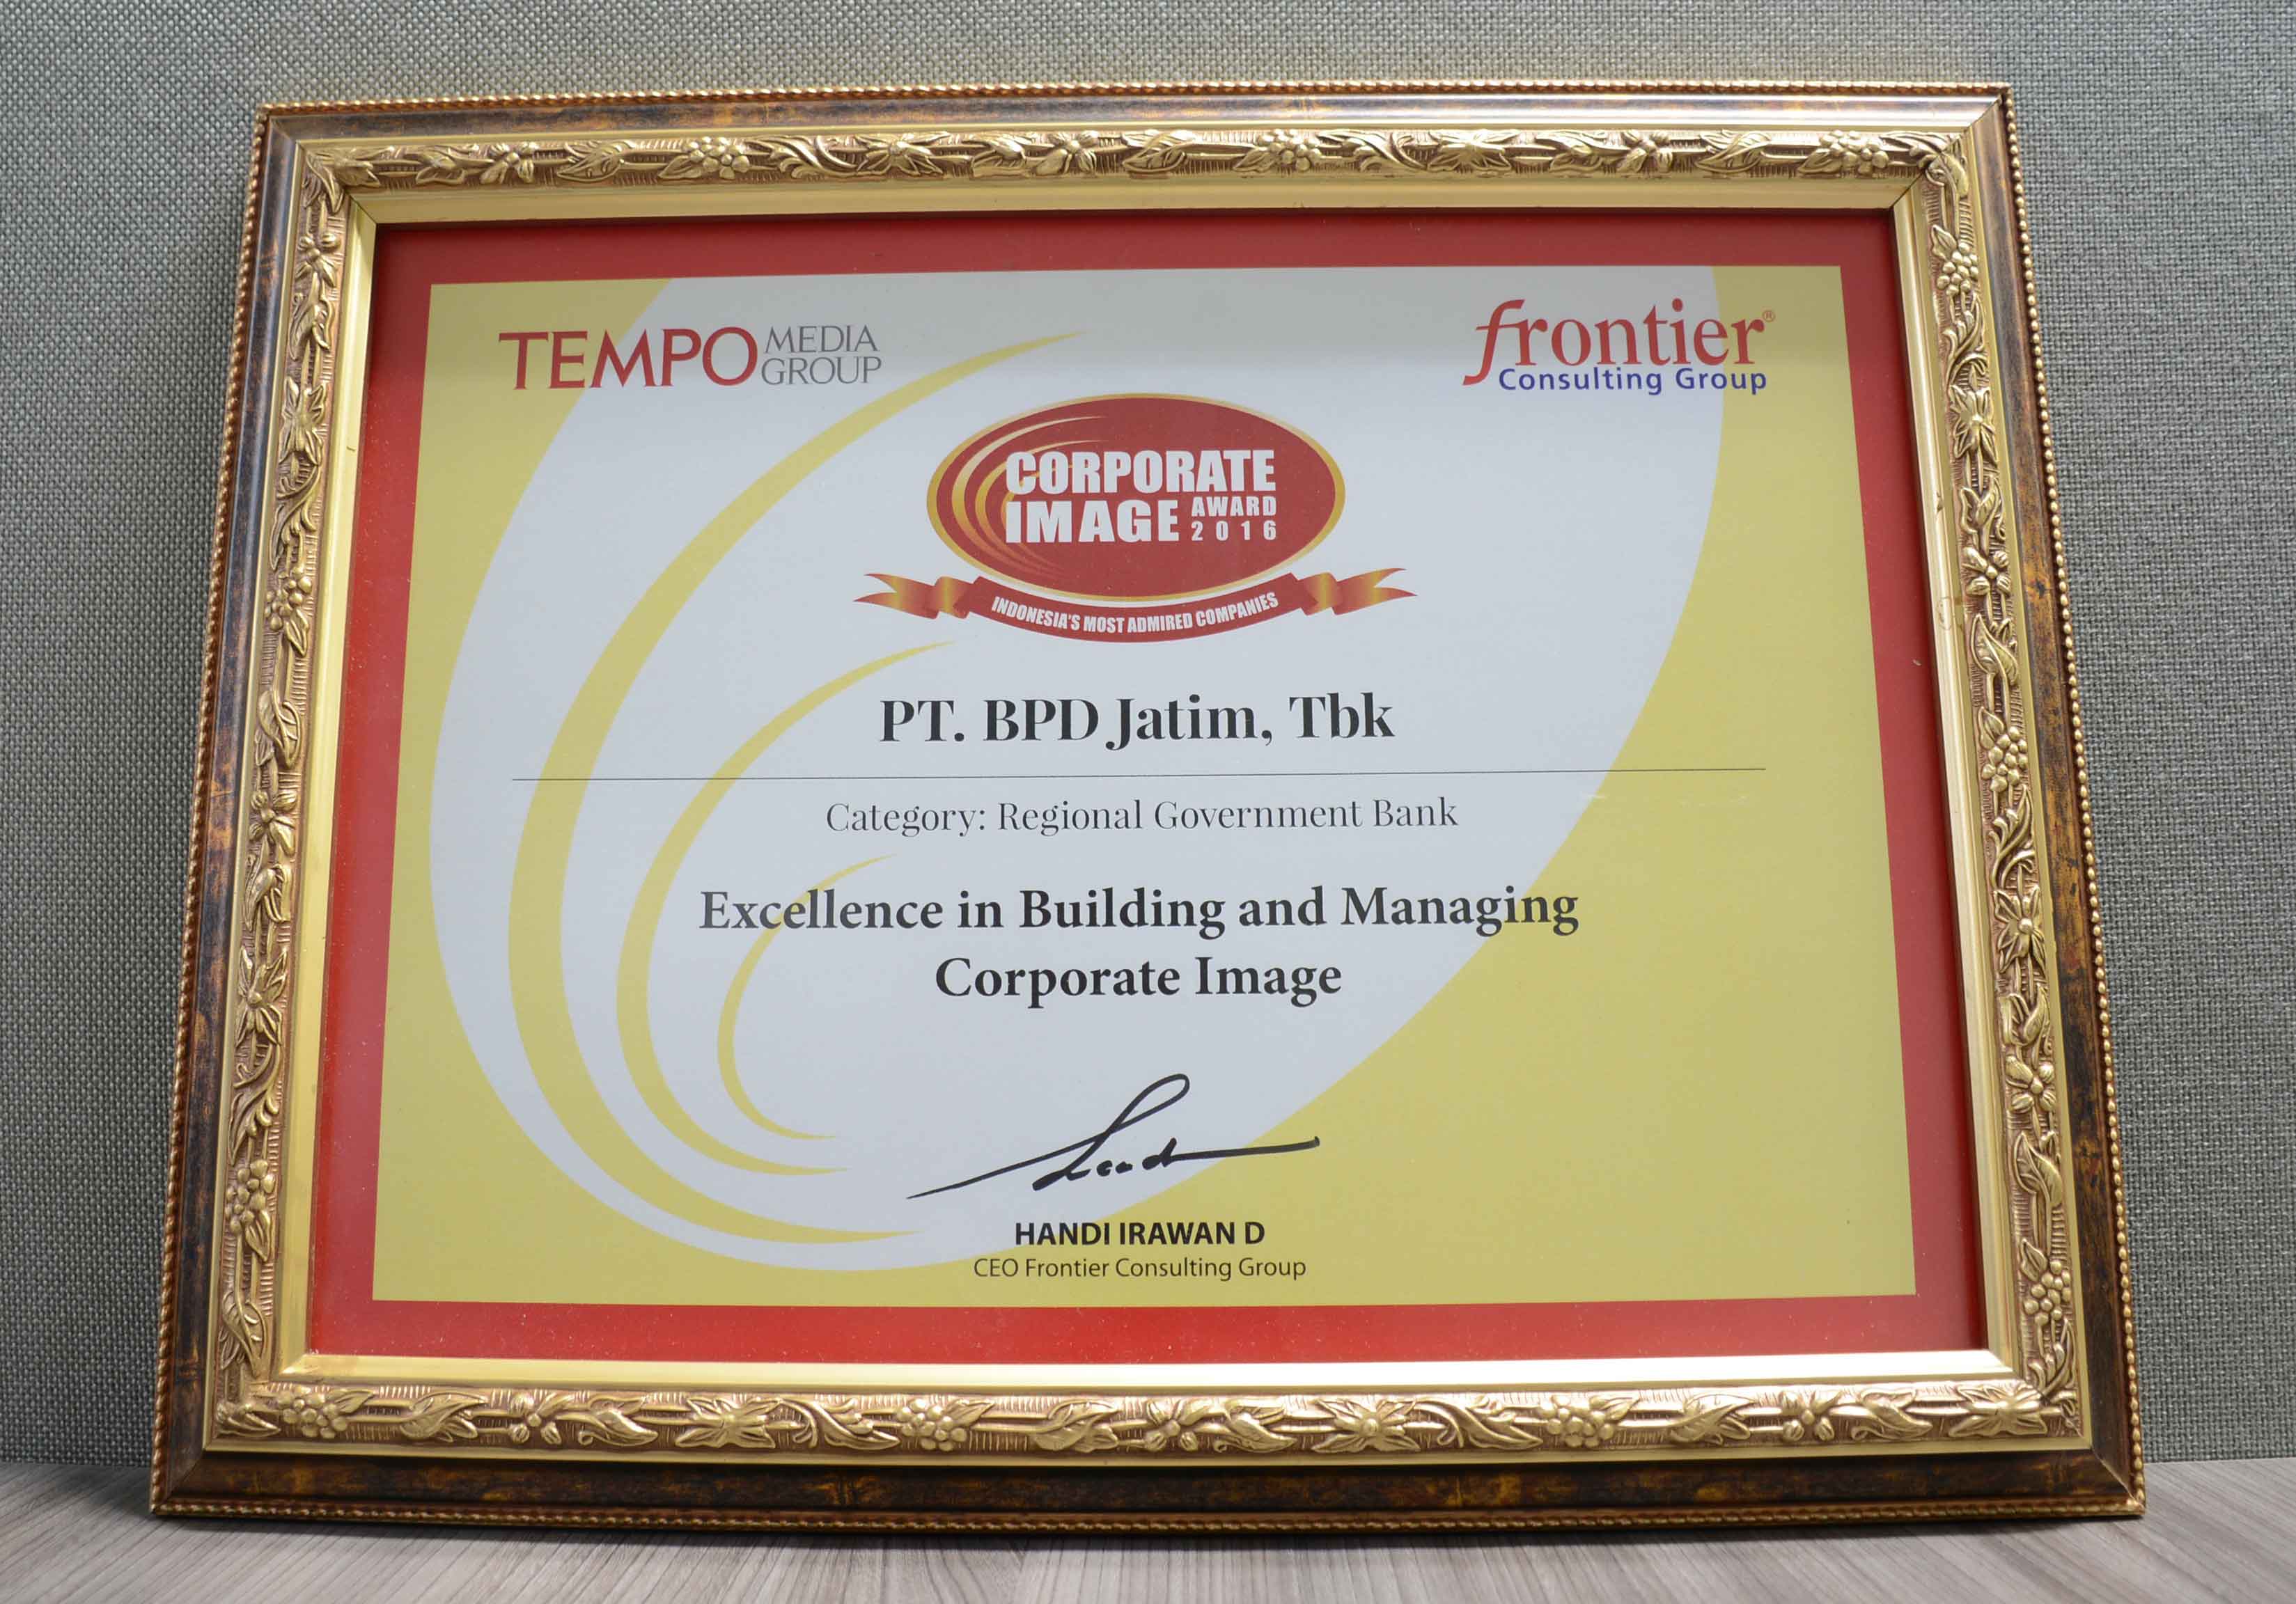 TEMPO MEDIA GROUP
frontier®
Consulting Group
CORPORATE
IMAGE AWARD 2016
INDONESIA'S MOST ADMIRED COMPANIES
PT. BPD Jatim, Tbk
Category: Regional Government Bank
Excellence in Building and Managing
Corporate Image
HANDI IRAWAN D
CEO Frontier Consulting Group